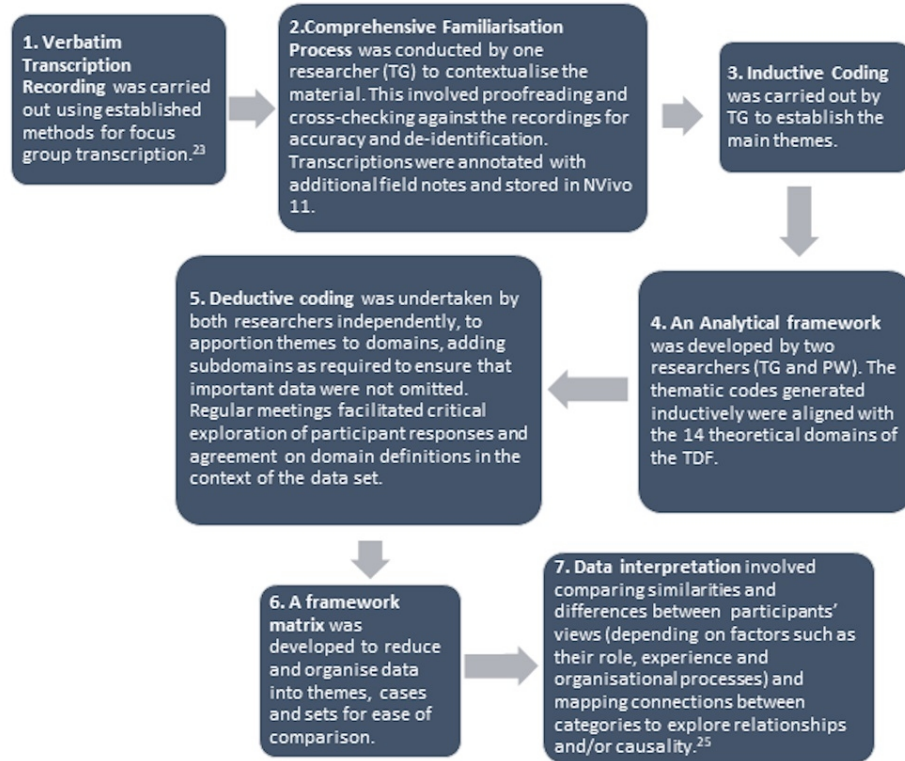 1. Verbatim
Transcription
Recording was carried
out using established
methods for focus
group transcription.²³
2.Comprehensive Familiarisation
Process was conducted by one
researcher (TG) to contextualise the
material. This involved proofreading and
cross-checking against the recordings for
accuracy and de-identification.
Transcriptions were annotated with
additional field notes and stored in NVivo
11.
3. Inductive Coding
was carried out by
TG to establish the
main themes.
4. An Analytical framework
was developed by two
researchers (TG and PW). The
thematic codes generated
inductively were aligned with
the 14 theoretical domains of
the TDF.
5. Deductive coding was undertaken by
both researchers independently, to
apportion themes to domains, adding
subdomains as required to ensure that
important data were not omitted.
Regular meetings facilitated critical
exploration of participant responses and
agreement on domain definitions in the
context of the data set.
6. A framework
matrix was
developed to reduce
and organise data
into themes, cases
and sets for ease of
comparison.
7. Data interpretation involved
comparing similarities and
differences between participants’
views (depending on factors such as
their role, experience and
organisational processes) and
mapping connections between
categories to explore relationships
and/or causality.²⁵